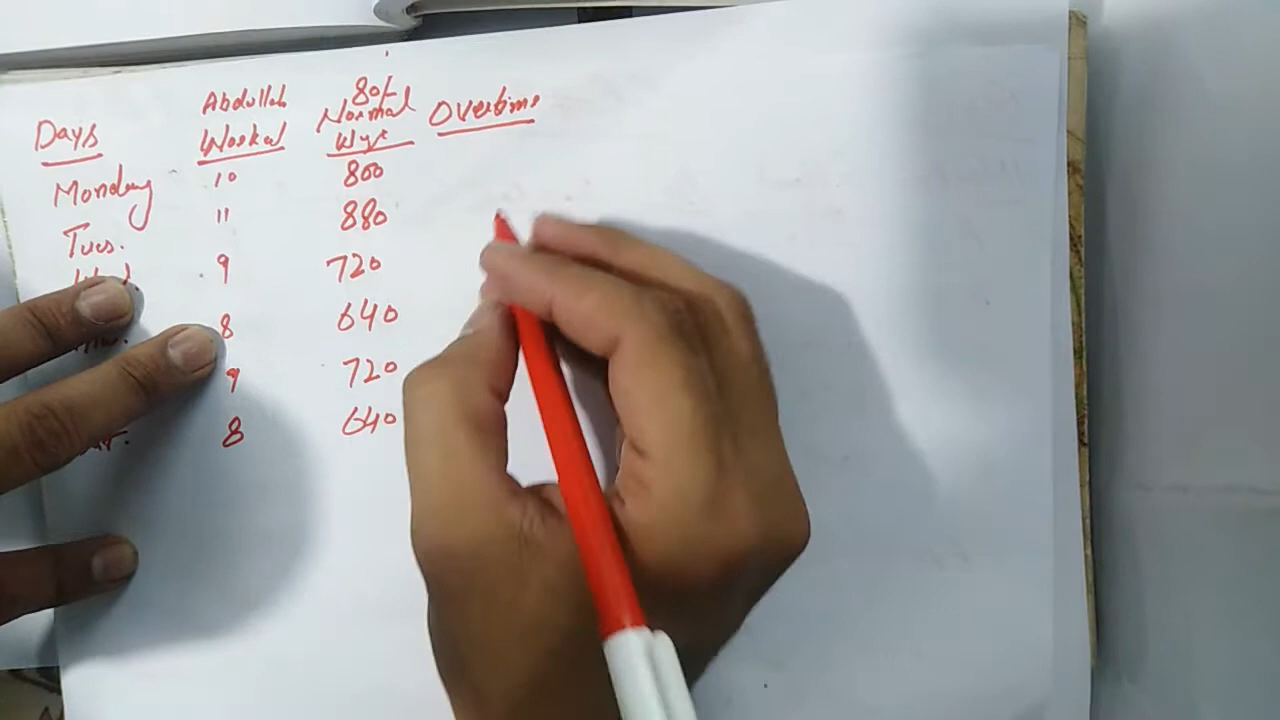 Days Abdullah Worked 80/- Normal Wage Overtime
Monday 10 800
Tues. 11 880
9 720
8 640
9 720
8 640